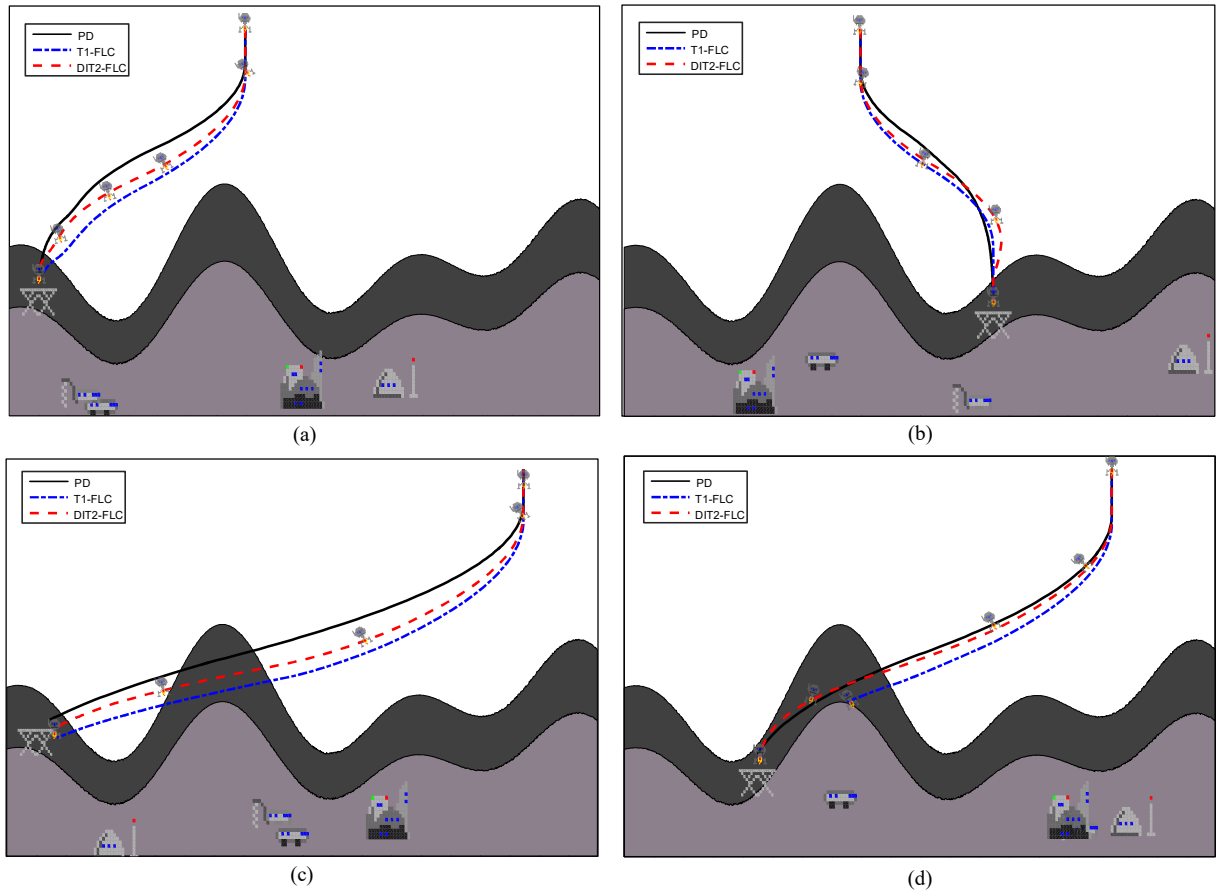 PD
T1-FLC
DIT2-FLC
(a)
PD
T1-FLC
DIT2-FLC
(b)
PD
T1-FLC
DIT2-FLC
(c)
PD
T1-FLC
DIT2-FLC
(d)